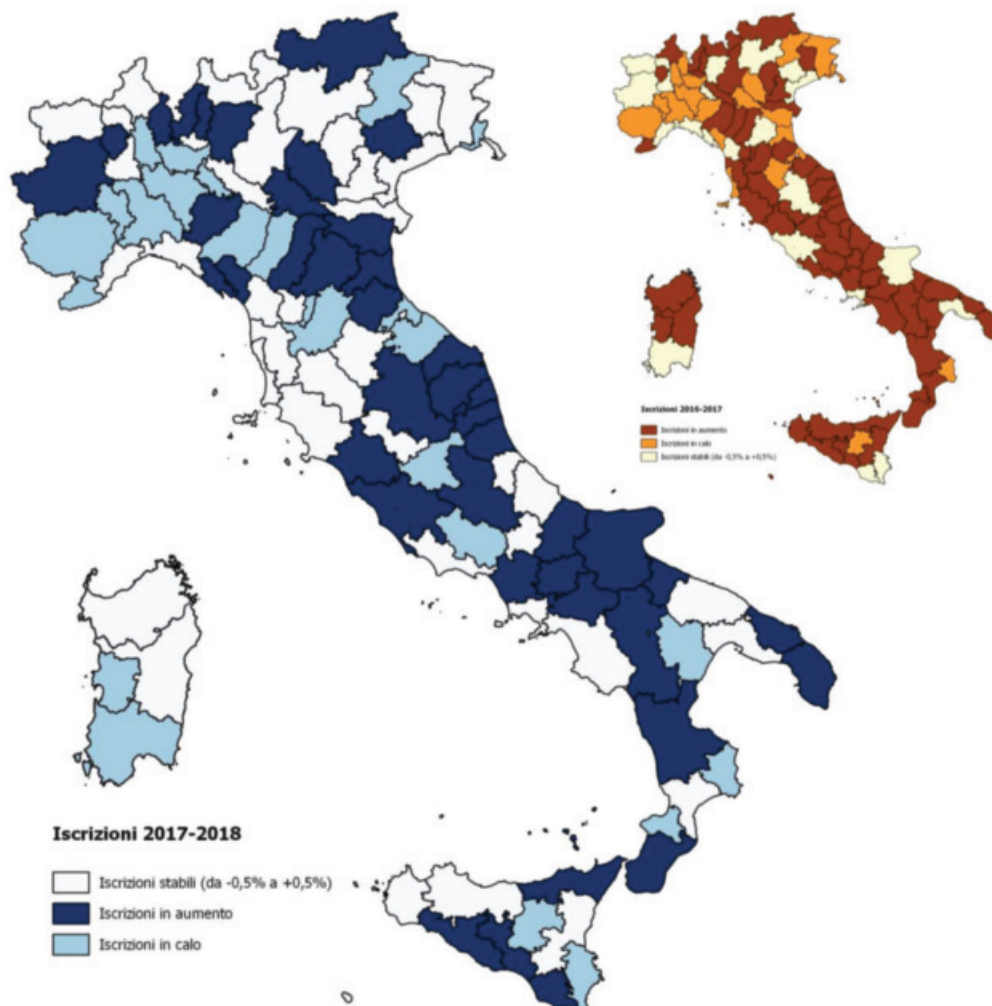 Iscrizioni 2016-2017
Iscrizioni in aumento
Iscrizioni in calo
Iscrizioni stabili (da -0,5% a +0,5%)
Iscrizioni 2017-2018
Iscrizioni stabili (da -0,5% a +0,5%)
Iscrizioni in aumento
Iscrizioni in calo